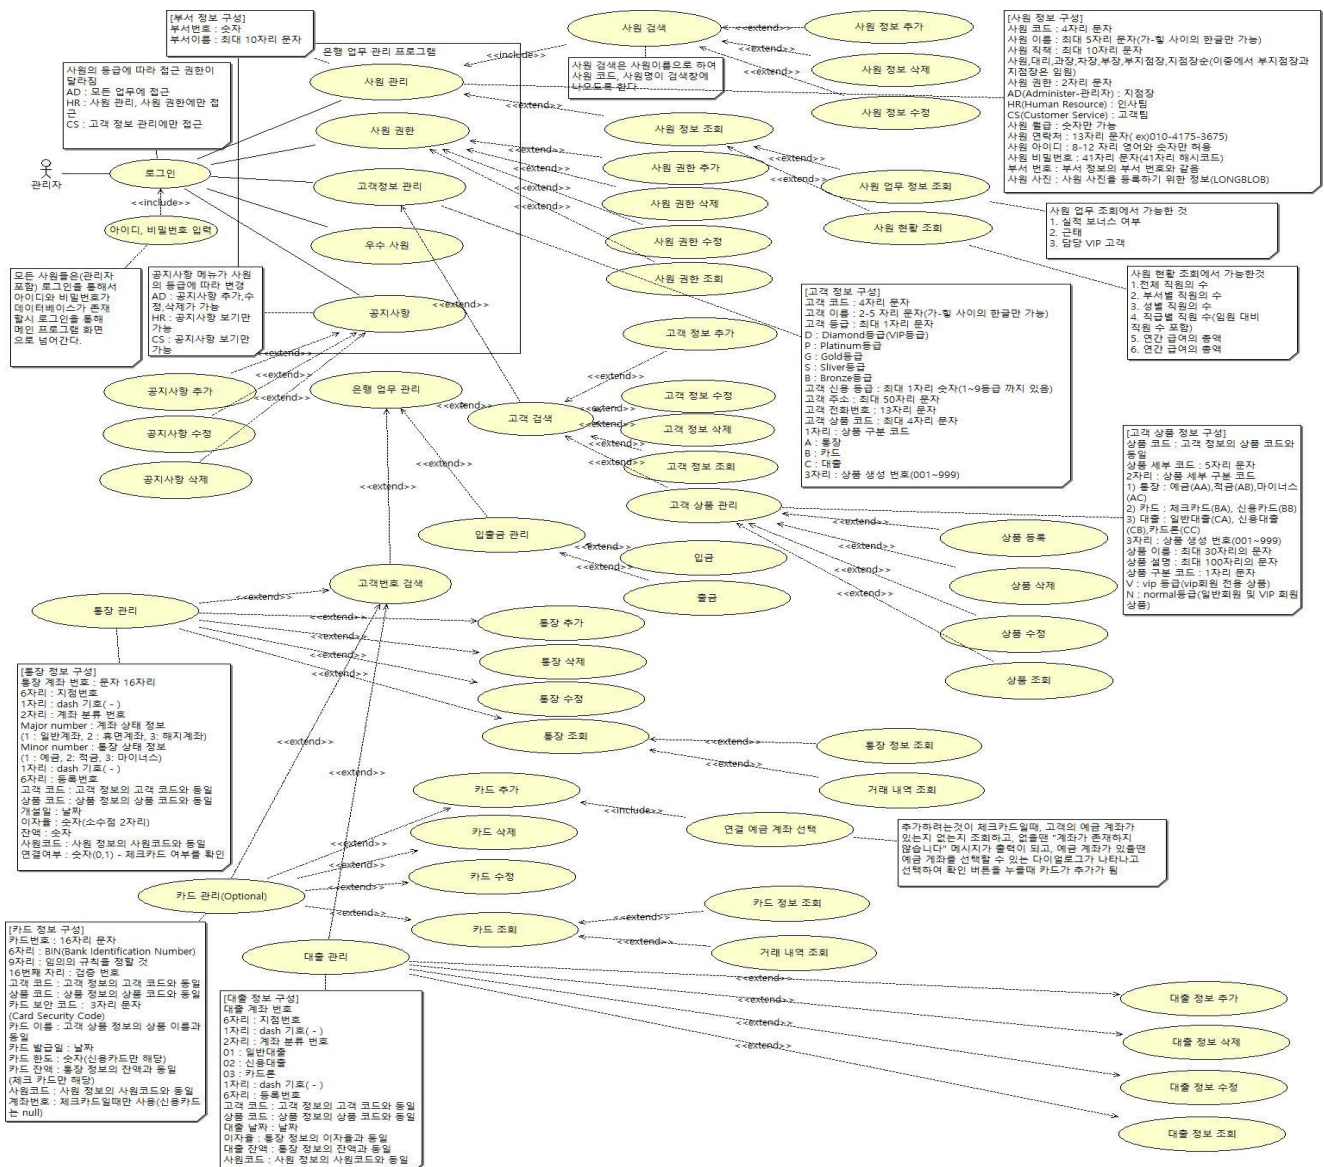 [부서 정보 구성]
부서번호 : 숫자
부서이름 : 최대 10자리 문자
은행 업무 관리 프로그램
사원의 등급에 따라 접근 권한이
달라짐
AD : 모든 업무에 접근
HR : 사원 관리, 사원 권한에만 접
근
CS : 고객 정보 관리에만 접근
관리자
로그인
<<include>>
아이디, 비밀번호 입력
모든 사원들은(관리자
포함) 로그인을 통해서
아이디와 비밀번호가
데이터베이스가 존재
할시 로그인을 통해
메인 프로그램 화면
으로 넘어간다.
공지사항 메뉴가 사원
의 등급에 따라 변경
AD : 공지사항 추가,수
정,삭제가 가능
HR : 공지사항 보기만
가능
CS : 공지사항 보기만
가능
사원 관리
사원 권한
고객정보 관리
우수 사원
공지사항
<<include>>
사원 검색
사원 검색은 사원이름으로 하여
사원 코드, 사원명이 검색창에
나오도록 한다
<<extend>>
<<extend>>
<<extend>>
사원 정보 추가
사원 정보 삭제
사원 정보 수정
<<extend>>
사원 정보 조회
<<extend>>
<<extend>>
사원 업무 정보 조회
사원 현황 조회
<<extend>>
<<extend>>
<<extend>>
<<extend>>
사원 권한 추가
사원 권한 삭제
사원 권한 수정
사원 권한 조회
[사원 정보 구성]
사원 코드 : 4자리 문자
사원 이름 : 최대 5자리 문자(가-힣 사이의 한글만 가능)
사원 직책 : 최대 10자리 문자
사원,대리,과장,차장,부장,부지점장,지점장순(이중에서 부지점장과
지점장은 임원)
사원 권한 : 2자리 문자
AD(Administer-관리자) : 지점장
HR(Human Resource) : 인사팀
CS(Customer Service) : 고객팀
사원 월급 : 숫자만 가능
사원 연락처 : 13자리 문자( ex)010-4175-3675)
사원 아이디 : 8-12 자리 영어와 숫자만 허용
사원 비밀번호 : 41자리 문자(41자리 해시코드)
부서 번호 : 부서 정보의 부서 번호와 같음
사원 사진 : 사원 사진을 등록하기 위한 정보(LONGBLOB)
사원 업무 조회에서 가능한 것
1. 실적 보너스 여부
2. 근태
3. 담당 VIP 고객
사원 현황 조회에서 가능한것
1.전체 직원의 수
2. 부서별 직원의 수
3. 성별 직원의 수
4. 직급별 직원 수(임원 대비
직원 수 포함)
5. 연간 급여의 총액
6. 연간 급여의 총액
[고객 정보 구성]
고객 코드 : 4자리 문자
고객 이름 : 2-5 자리 문자(가-힣 사이의 한글만 가능)
고객 등급 : 최대 1자리 문자
D : Diamond등급(VIP등급)
P : Platinum등급
G : Gold등급
S : Sliver등급
B : Bronze등급
고객 신용 등급 : 최대 1자리 숫자(1~9등급 까지 있음)
고객 주소 : 최대 50자리 문자
고객 전화번호 : 13자리 문자
고객 상품 코드 : 최대 4자리 문자
1자리 : 상품 구분 코드
A : 통장
B : 카드
C : 대출
3자리 : 상품 생성 번호(001~999)
<<extend>>
<<extend>>
<<extend>>
<<extend>>
공지사항 추가
공지사항 수정
공지사항 삭제
은행 업무 관리
<<extend>>
<<extend>>
<<extend>>
고객 검색
<<extend>>
<<extend>>
<<extend>>
<<extend>>
고객 정보 추가
고객 정보 수정
고객 정보 삭제
고객 정보 조회
고객 상품 관리
[고객 상품 정보 구성]
상품 코드 : 고객 정보의 상품 코드와
동일
상품 세부 코드 : 5자리 문자
2자리 : 상품 세부 구분 코드
1) 통장 : 예금(AA),적금(AB),마이너스
(AC)
2) 카드 : 체크카드(BA), 신용카드(BB)
3) 대출 : 일반대출(CA), 신용대출
(CB),카드론(CC)
3자리 : 상품 생성 번호(001~999)
상품 이름 : 최대 30자리의 문자
상품 설명 : 최대 100자리의 문자
상품 구분 코드 : 1자리 문자
V : vip 등급(vip회원 전용 상품)
N : normal등급(일반회원 및 VIP 회원
상품)
<<extend>>
<<extend>>
<<extend>>
<<extend>>
상품 등록
상품 삭제
상품 수정
상품 조회
입출금 관리
<<extend>>
<<extend>>
입금
출금
고객번호 검색
통장 관리
<<extend>>
<<extend>>
<<extend>>
<<extend>>
<<extend>>
통장 추가
통장 삭제
통장 수정
통장 조회
<<extend>>
<<extend>>
통장 정보 조회
거래 내역 조회
[통장 정보 구성]
통장 계좌 번호 : 문자 16자리
6자리 : 지점번호
1자리 : dash 기호( - )
2자리 : 계좌 분류 번호
Major number : 계좌 상태 정보
(1 : 일반계좌, 2 : 휴면계좌, 3: 해지계좌)
Minor number : 통장 상태 정보
(1 : 예금, 2: 적금, 3: 마이너스)
1자리 : dash 기호( - )
6자리 : 등록번호
고객 코드 : 고객 정보의 고객 코드와 동일
상품 코드 : 상품 정보의 상품 코드와 동일
개설일 : 날짜
이자율 : 숫자(소수점 2자리)
잔액 : 숫자
사원코드 : 사원 정보의 사원코드와 동일
연결여부 : 숫자(0,1) - 체크카드 여부를 확인
<<extend>>
<<extend>>
카드 관리(Optional)
<<extend>>
<<extend>>
<<extend>>
<<extend>>
카드 추가
카드 삭제
카드 수정
카드 조회
<<include>>
연결 예금 계좌 선택
추가하려는것이 체크카드일때, 고객의 예금 계좌가
있는지 없는지 조회하고, 없을땐 "계좌가 존재하지
않습니다" 메시지가 출력이 되고, 예금 계좌가 있을땐
예금 계좌를 선택할 수 있는 다이얼로그가 나타나고
선택하여 확인 버튼을 누를때 카드가 추가가 됨
<<extend>>
<<extend>>
카드 정보 조회
거래 내역 조회
[카드 정보 구성]
카드번호 : 16자리 문자
6자리 : BIN(Bank Identification Number)
9자리 : 임의의 규칙을 정할 것
16번째 자리 : 검증 번호
고객 코드 : 고객 정보의 고객 코드와 동일
상품 코드 : 상품 정보의 상품 코드와 동일
카드 보안 코드 : 3자리 문자
(Card Security Code)
카드 이름 : 고객 상품 정보의 상품 이름과
동일
카드 발급일 : 날짜
카드 한도 : 숫자(신용카드만 해당)
카드 잔액 : 통장 정보의 잔액과 동일
(체크 카드만 해당)
사원코드 : 사원 정보의 사원코드와 동일
계좌번호 : 체크카드일때만 사용(신용카드
는 null)
대출 관리
[대출 정보 구성]
대출 계좌 번호
6자리 : 지점번호
1자리 : dash 기호( - )
2자리 : 계좌 분류 번호
01 : 일반대출
02 : 신용대출
03 : 카드론
1자리 : dash 기호( - )
6자리 : 등록번호
고객 코드 : 고객 정보의 고객 코드와 동일
상품 코드 : 상품 정보의 상품 코드와 동일
대출 날짜 : 날짜
이자율 : 통장 정보의 이자율과 동일
대출 잔액 : 통장 정보의 잔액과 동일
사원코드 : 사원 정보의 사원코드와 동일
<<extend>>
<<extend>>
<<extend>>
<<extend>>
대출 정보 추가
대출 정보 삭제
대출 정보 수정
대출 정보 조회